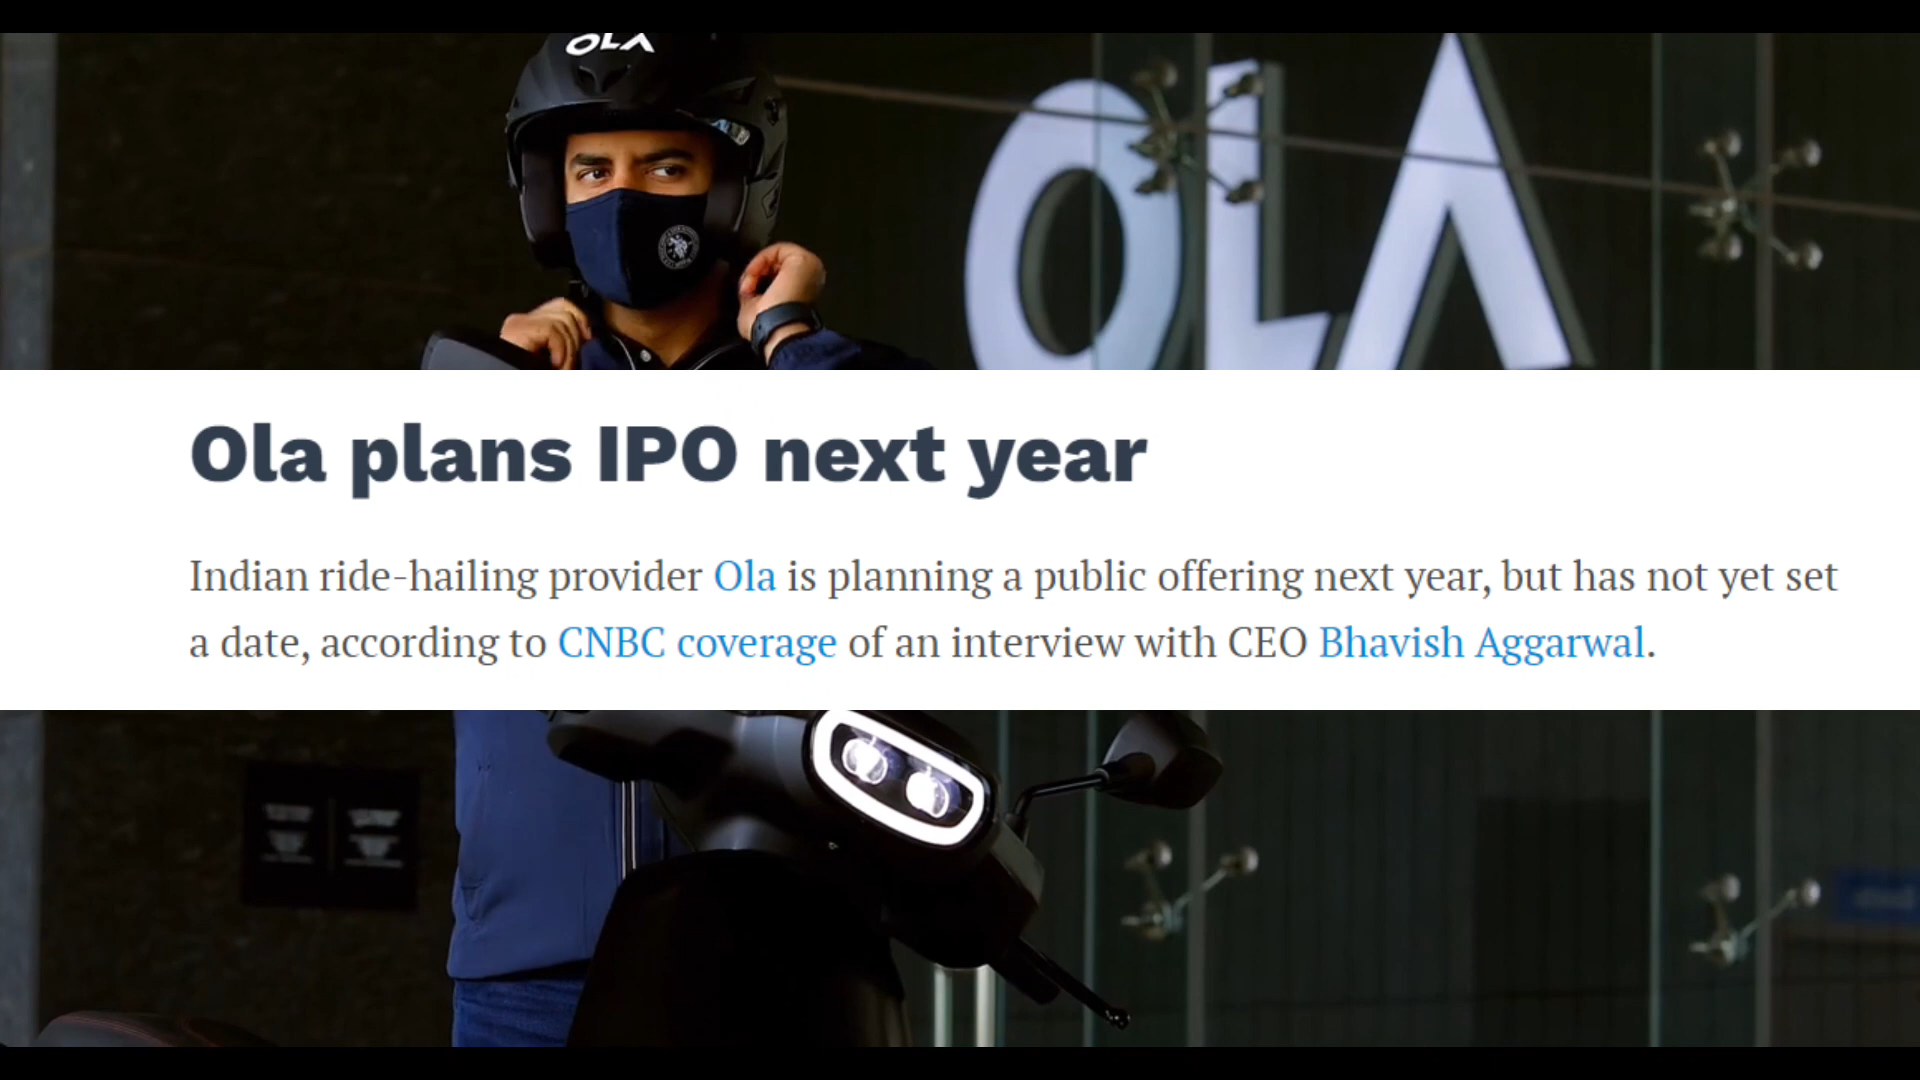 OLA
OLA
Ola plans IPO next year
Indian ride-hailing provider Ola is planning a public offering next year, but has not yet set
a date, according to CNBC coverage of an interview with CEO Bhavish Aggarwal.